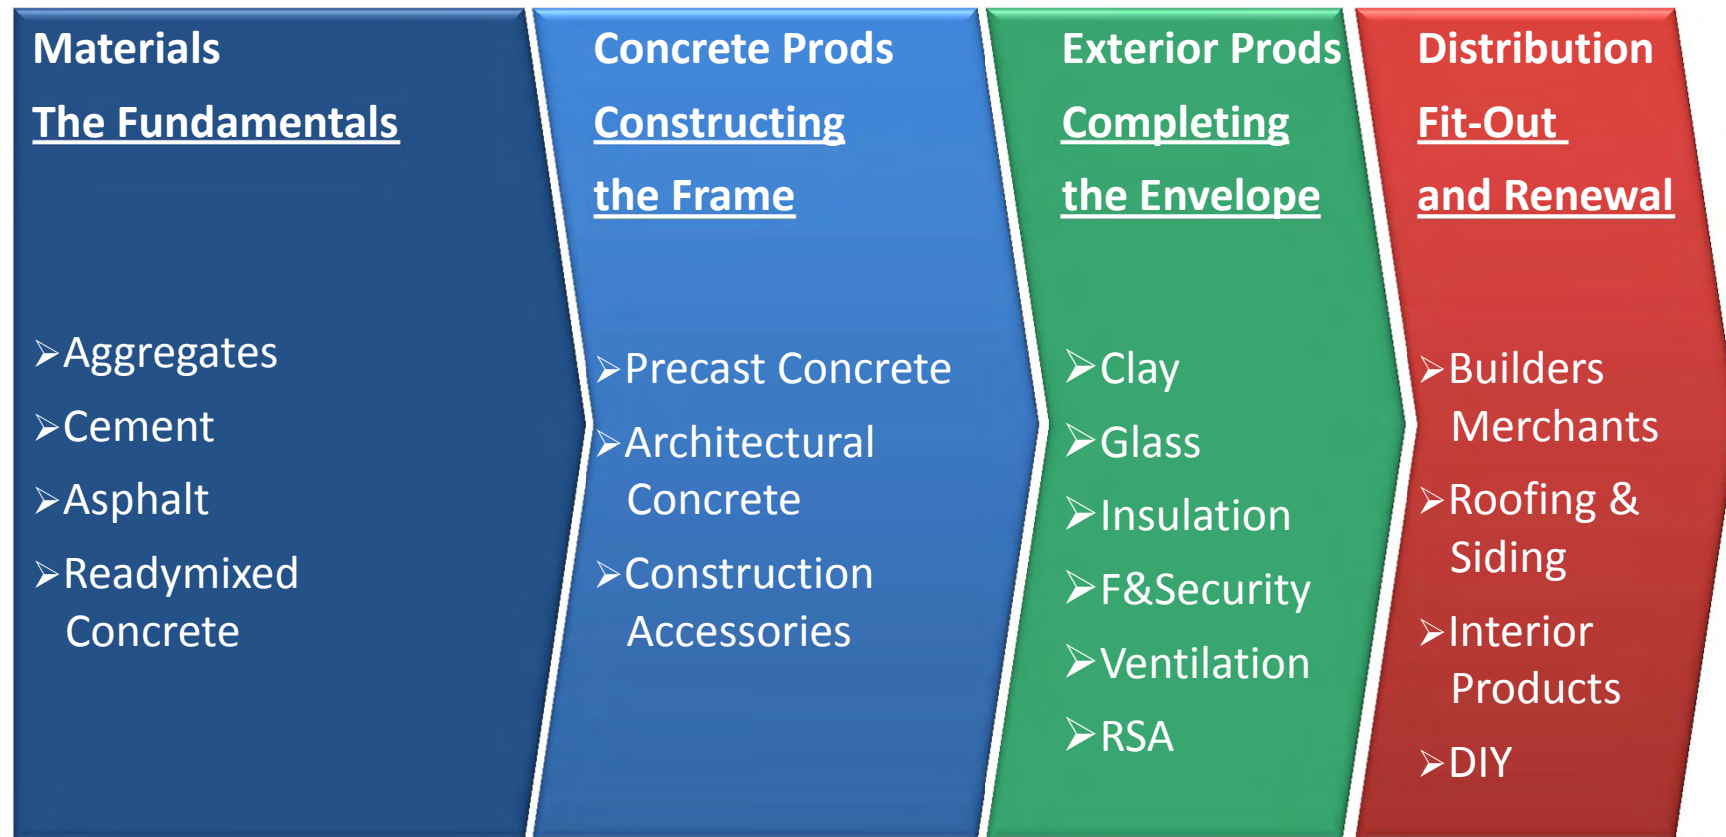 Materials
The Fundamentals
➢Aggregates
➢Cement
➢Asphalt
➢Readymixed
Concrete
Concrete Prods
Constructing
the Frame
➢Precast Concrete
➢Architectural
Concrete
➢Construction
Accessories
Exterior Prods
Completing
the Envelope
➢Clay
➢Glass
➢Insulation
➢F&Security
➢Ventilation
➢RSA
Distribution
Fit-Out
and Renewal
➢Builders
Merchants
➢Roofing &
Siding
➢Interior
Products
➢DIY